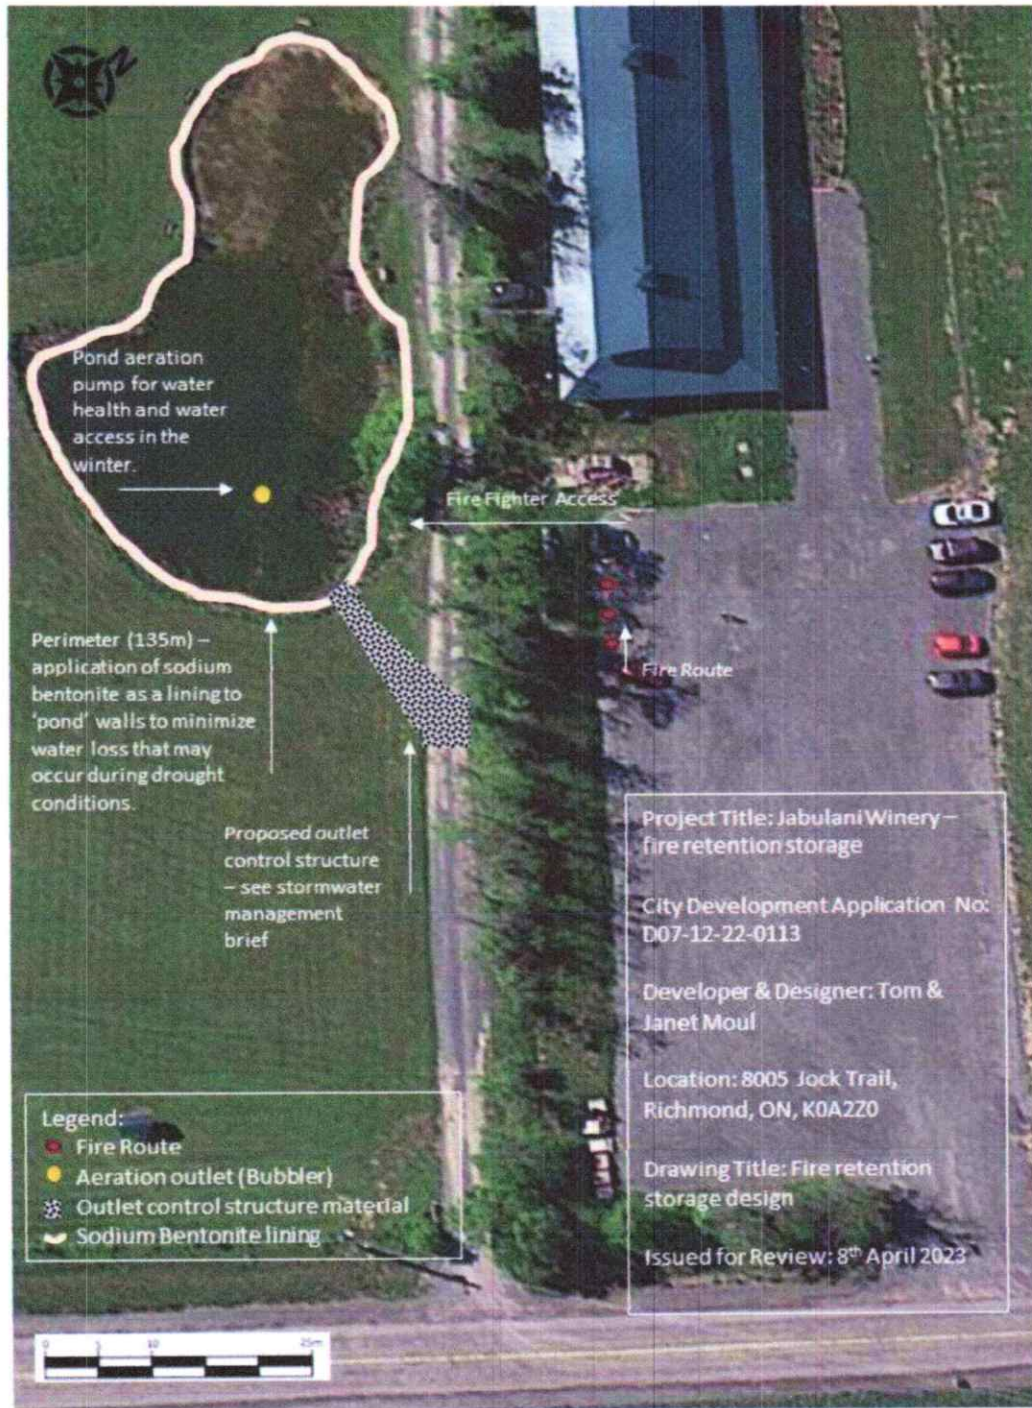 N
Pond aeration
pump for water
health and water
access in the
winter.
Fire Fighter Access
Perimeter (135m) –
application of sodium
bentonite as a lining to
'pond' walls to minimize
water loss that may
occur during drought
conditions.
Fire Route
Proposed outlet
control structure
– see stormwater
management
brief
Project Title: Jabulani Winery –
fire retention storage
City Development Application No:
D07-12-22-0113
Developer & Designer: Tom &
Janet Moul
Location: 8005 Jock Trail,
Richmond, ON, K0A2Z0
Drawing Title: Fire retention
storage design
Issued for Review: 8th April 2023
Legend:
Fire Route
Aeration outlet (Bubbler)
Outlet control structure material
Sodium Bentonite lining
0 5 10 25m